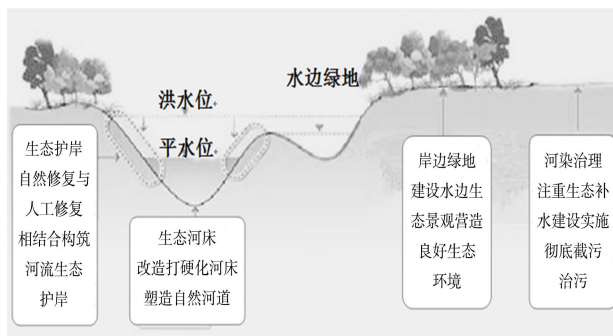 水边绿地
洪水位
平水位
生态护岸
自然修复与
人工修复
相结合构筑
河流生态
护岸
生态河床
改造打硬化河床
塑造自然河道
岸边绿地
建设水边生
态景观营造
良好生态
环境
河染治理
注重生态补
水建设实施
彻底截污
治污